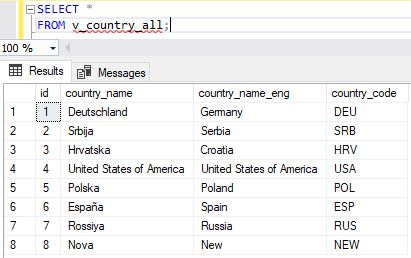 SELECT *
FROM v_country_all;
100 %
Results Messages
id country_name country_name_eng country_code
1 1 Deutschland Germany DEU
2 2 Srbija Serbia SRB
3 3 Hrvatska Croatia HRV
4 4 United States of America United States of America USA
5 5 Polska Poland POL
6 6 España Spain ESP
7 7 Rossiya Russia RUS
8 8 Nova New NEW